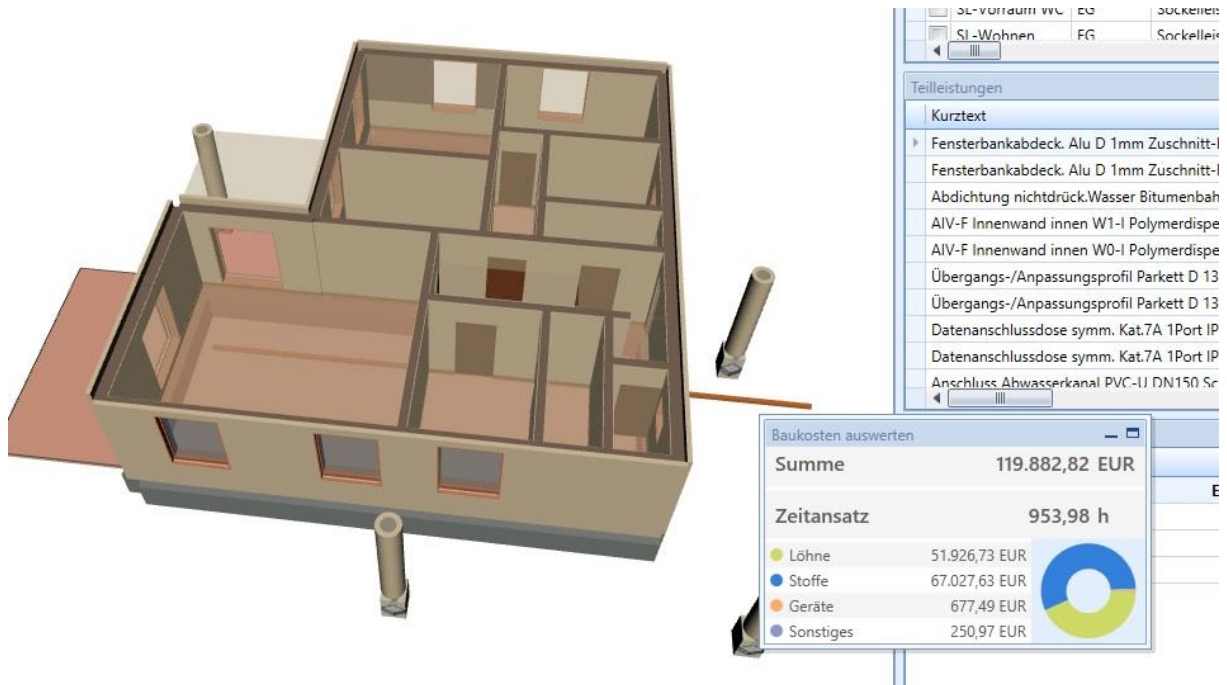 SL-Vorraum WC EG Sockelleis
SL-Wohnen EG Sockelleis
Teilleistungen
Kurztext
Fensterbankabdeck. Alu D 1mm Zuschnitt-
Fensterbankabdeck. Alu D 1mm Zuschnitt-
Abdichtung nichtdrück.Wasser Bitumenbah
AIV-F Innenwand innen W1-I Polymerdispe
AIV-F Innenwand innen W0-I Polymerdispe
Übergangs-/Anpassungsprofil Parkett D 13
Übergangs-/Anpassungsprofil Parkett D 13
Datenanschlussdose symm. Kat.7A 1Port IP
Datenanschlussdose symm. Kat.7A 1Port IP
Anschluss Abwasserkanal PVC-U DN150 Sc
Baukosten auswerten
Summe 119.882,82 EUR
Zeitansatz 953,98 h
Löhne 51.926,73 EUR
Stoffe 67.027,63 EUR
Geräte 677,49 EUR
Sonstiges 250,97 EUR
E